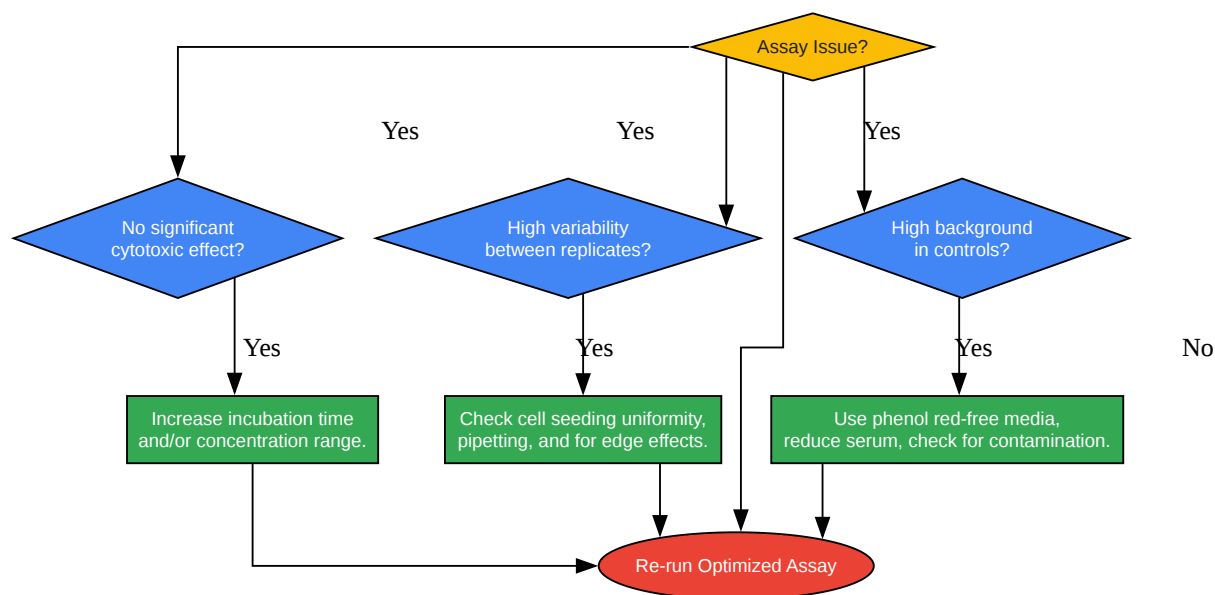 Assay Issue?
Yes
Yes
Yes
No significant
cytotoxic effect?
High variability
between replicates?
High background
in controls?
Yes
Yes
Yes
No
Increase incubation time
and/or concentration range.
Check cell seeding uniformity,
pipetting, and for edge effects.
Use phenol red-free media,
reduce serum, check for contamination.
Re-run Optimized Assay